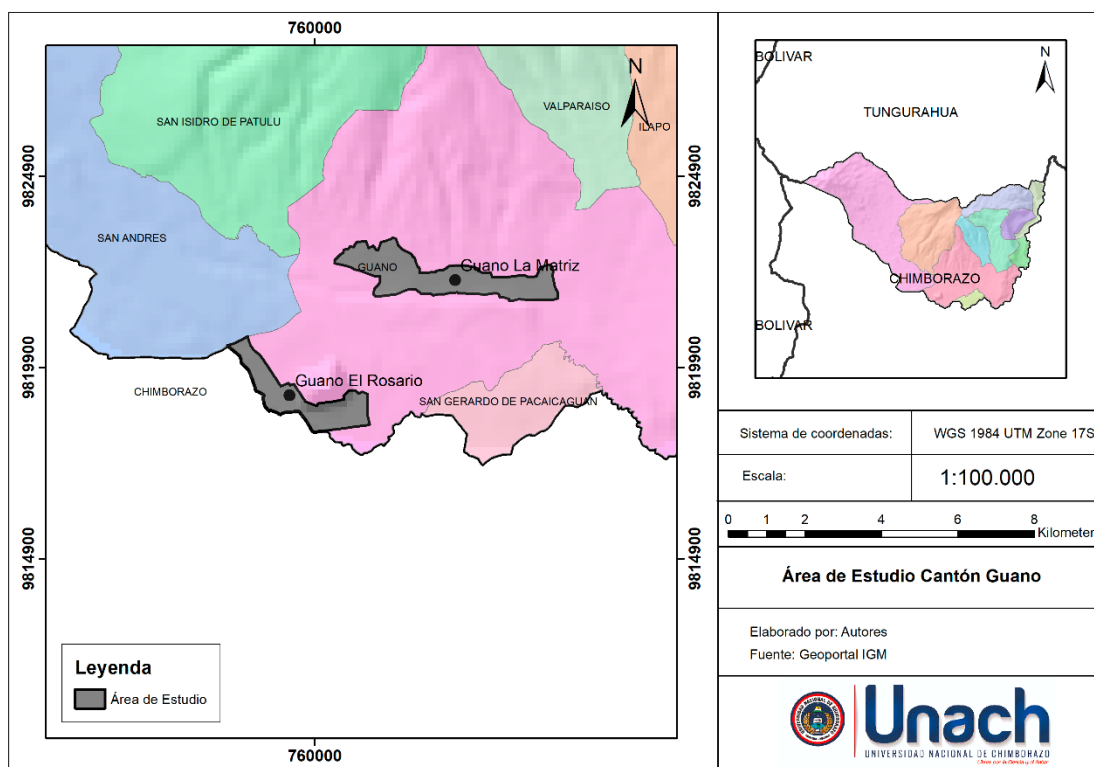 760000
N
VALPARAISO
SAN ISIDRO DE PATULU
ILAPO
9824900
9824900
SAN ANDRES
GUANO
Guano La Matriz
9819900
9819900
Guano El Rosario
CHIMBORAZO
SAN GERARDO DE PACAICAGUAN
9814900
9814900
Leyenda
Área de Estudio
760000
BOLIVAR
N
TUNGURAHUA
CHIMBORAZO
BOLIVAR
Sistema de coordenadas: WGS 1984 UTM Zone 17S
Escala: 1:100.000
0 1 2 4 6 8
Kilometer
Área de Estudio Cantón Guano
Elaborado por: Autores
Fuente: Geoportal IGM
Unach
UNIVERSIDAD NACIONAL DE CHIMBORAZO